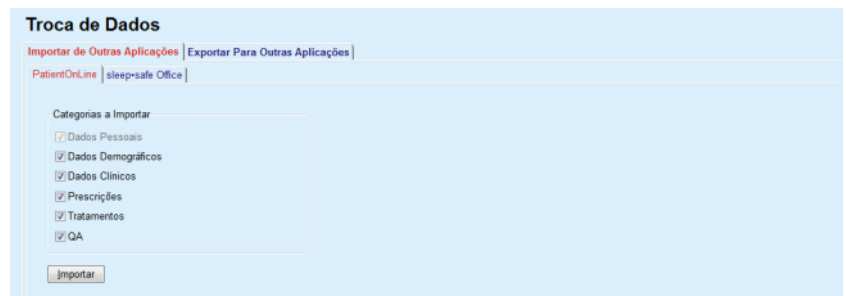 Troca de Dados
Importar de Outras Aplicações Exportar Para Outras Aplicações
PatientOnLine sleep•safe Office
Categorias a Importar
Dados Pessoais
Dados Demográficos
Dados Clínicos
Prescrições
Tratamentos
QA
Importar